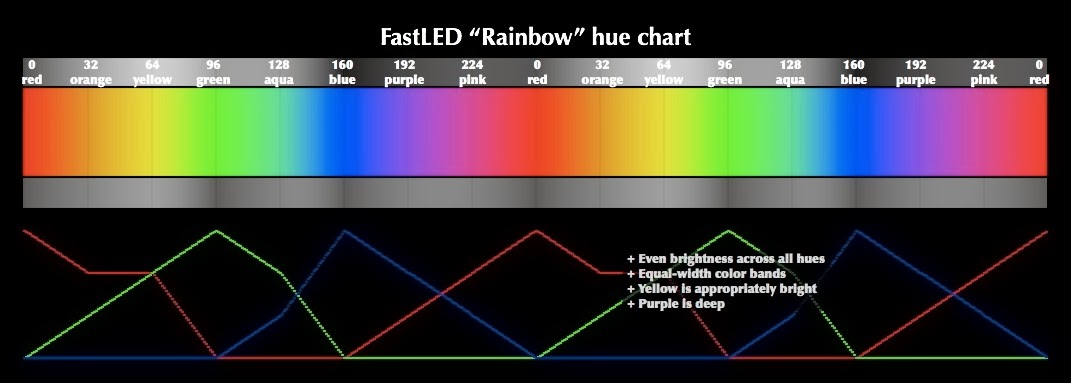 FastLED “Rainbow” hue chart
0 32 64 96 128 160 192 224 0 32 64 96 128 160 192 224 0
red orange yellow green aqua blue purple pink red orange yellow green aqua blue purple pink red
+ Even brightness across all hues
+ Equal-width color bands
+ Yellow is appropriately bright
+ Purple is deep